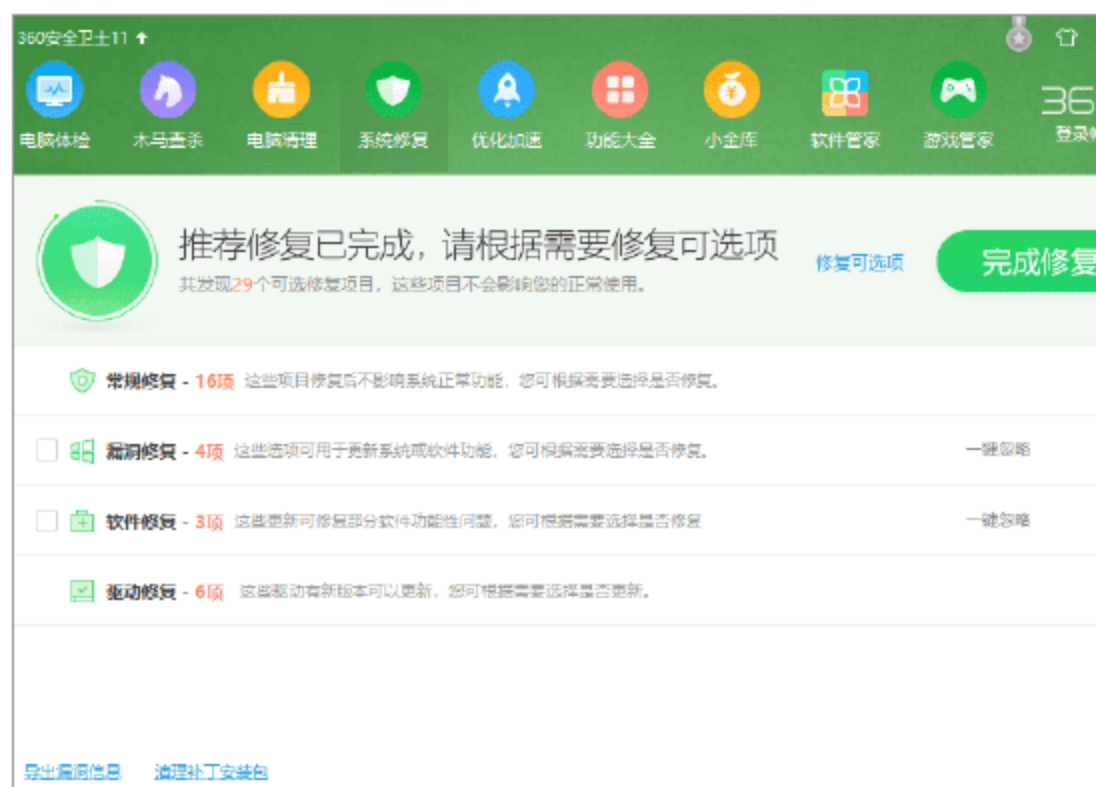 360安全卫士11
电脑体检 木马查杀 电脑清理 系统修复 优化加速 功能大全 小金库 软件管家 游戏管家
36
登录
推荐修复已完成，请根据需要修复可选项
修复可选项
完成修复
共发现29个可选修复项目，这些项目不会影响您的正常使用。
常规修复 - 16项 这些项目修复后不影响系统正常功能，您可根据需要选择是否修复。
漏洞修复 - 4项 这些选项可用于更新系统或软件功能，您可根据需要选择是否修复。 一键忽略
软件修复 - 3项 这些更新可修复部分软件功能性问题，您可根据需要选择是否修复 一键忽略
驱动修复 - 6项 这些驱动有新版本可以更新，您可根据需要选择是否更新。
导出漏洞信息 清理补丁安装包